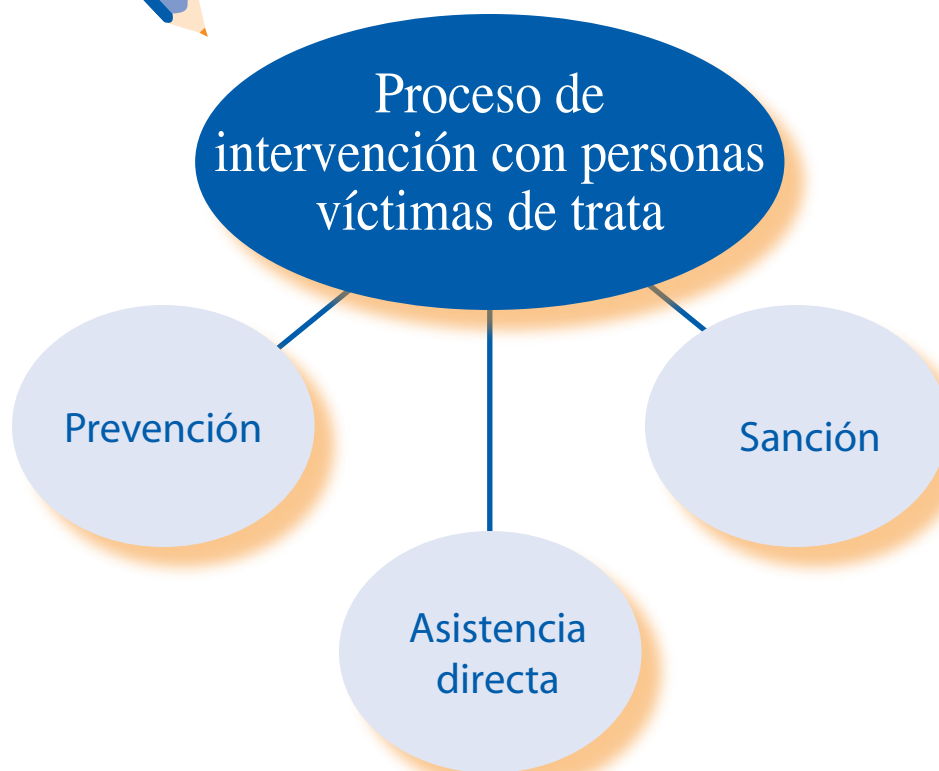 Proceso de
intervención con personas
víctimas de trata
Prevención
Sanción
Asistencia
directa